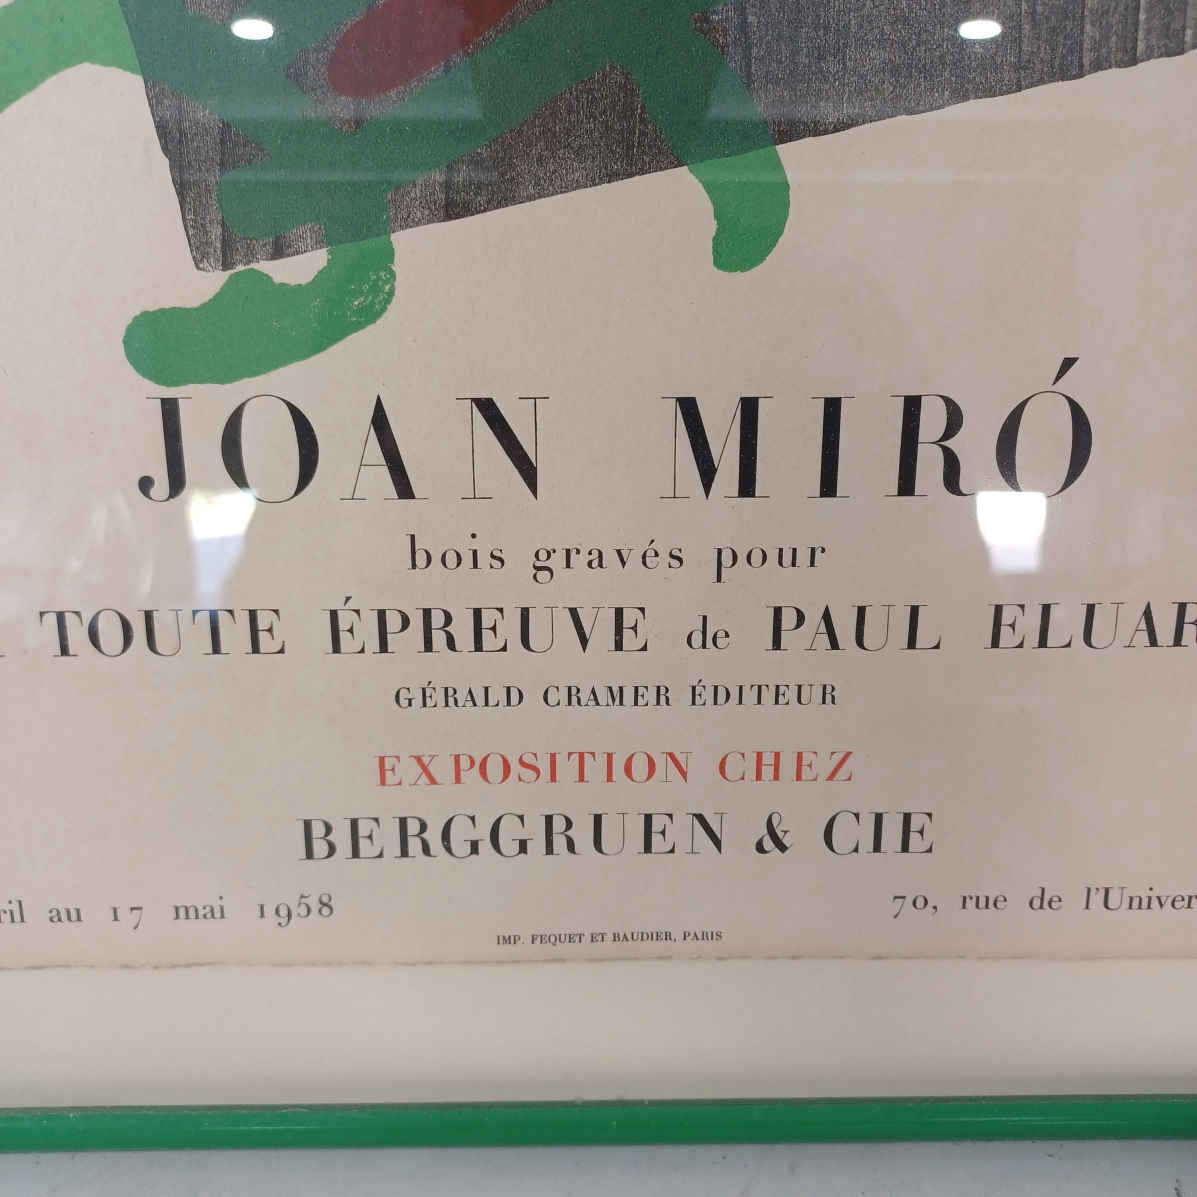 JOAN MIRÓ
bois gravés pour
TOUTE ÉPREUVE de PAUL ELUAR
GÉRALD CRAMER ÉDITEUR
EXPOSITION CHEZ
BERGGRUEN & CIE
ril au 17 mai 1958
70, rue de l'Univer
IMP. FEQUET ET BAUDIER, PARIS